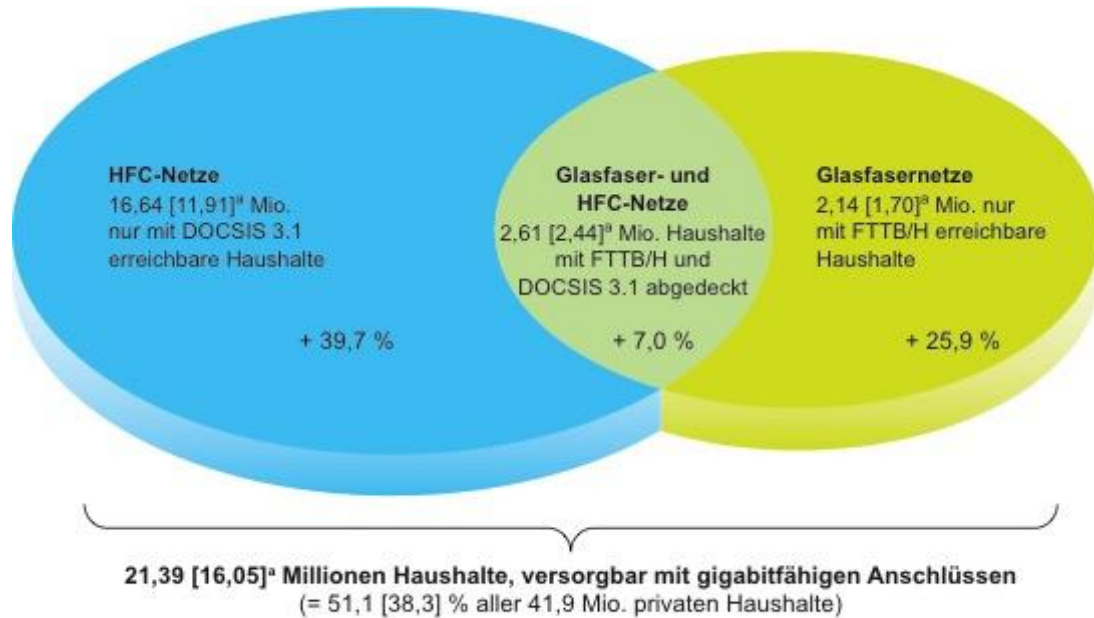 HFC-Netze
16,64 [11,91]ª Mio.
nur mit DOCSIS 3.1
erreichbare Haushalte
+ 39,7 %
Glasfaser- und
HFC-Netze
2,61 [2,44]ª Mio. Haushalte
mit FTTB/H und
DOCSIS 3.1 abgedeckt
+ 7,0 %
Glasfasernetze
2,14 [1,70]ª Mio. nur
mit FTTB/H erreichbare
Haushalte
+ 25,9 %
21,39 [16,05]ª Millionen Haushalte, versorgbar mit gigabitfähigen Anschlüssen
(= 51,1 [38,3] % aller 41,9 Mio. privaten Haushalte)